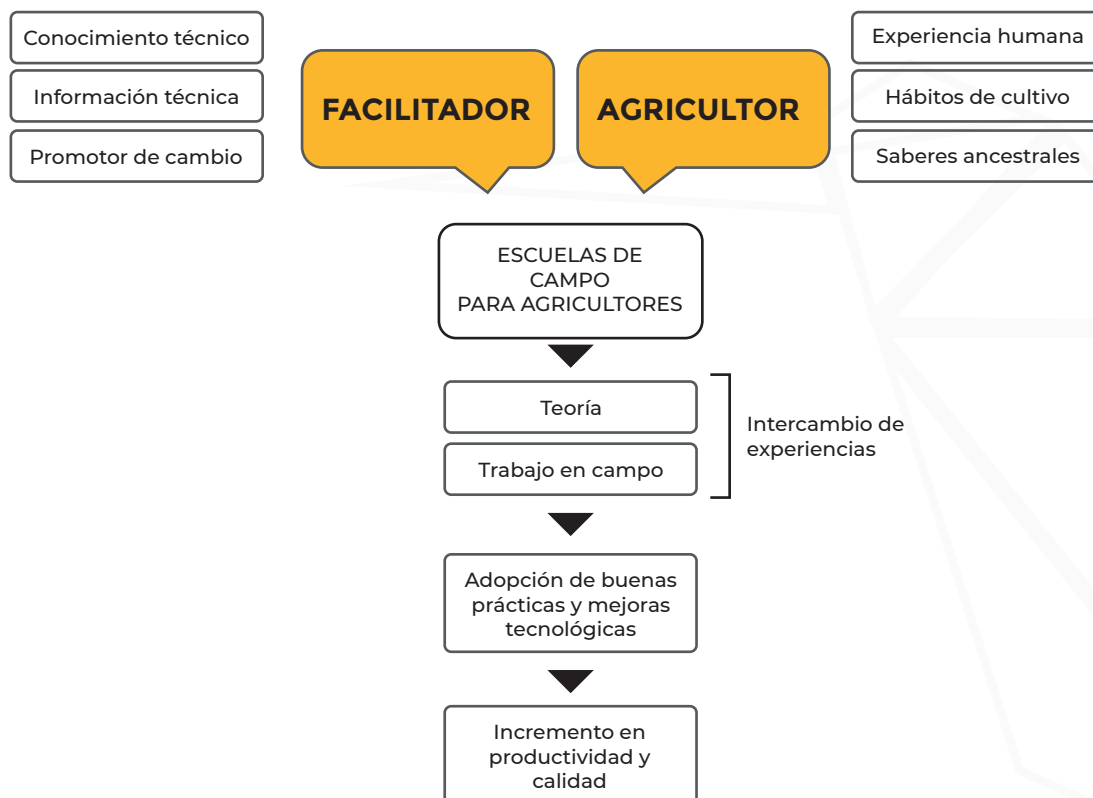 Conocimiento técnico
Información técnica
Promotor de cambio
FACILITADOR
AGRICULTOR
Experiencia humana
Hábitos de cultivo
Saberes ancestrales
ESCUELAS DE
CAMPO
PARA AGRICULTORES
Teoría
Trabajo en campo
Intercambio de
experiencias
Adopción de buenas
prácticas y mejoras
tecnológicas
Incremento en
productividad y
calidad